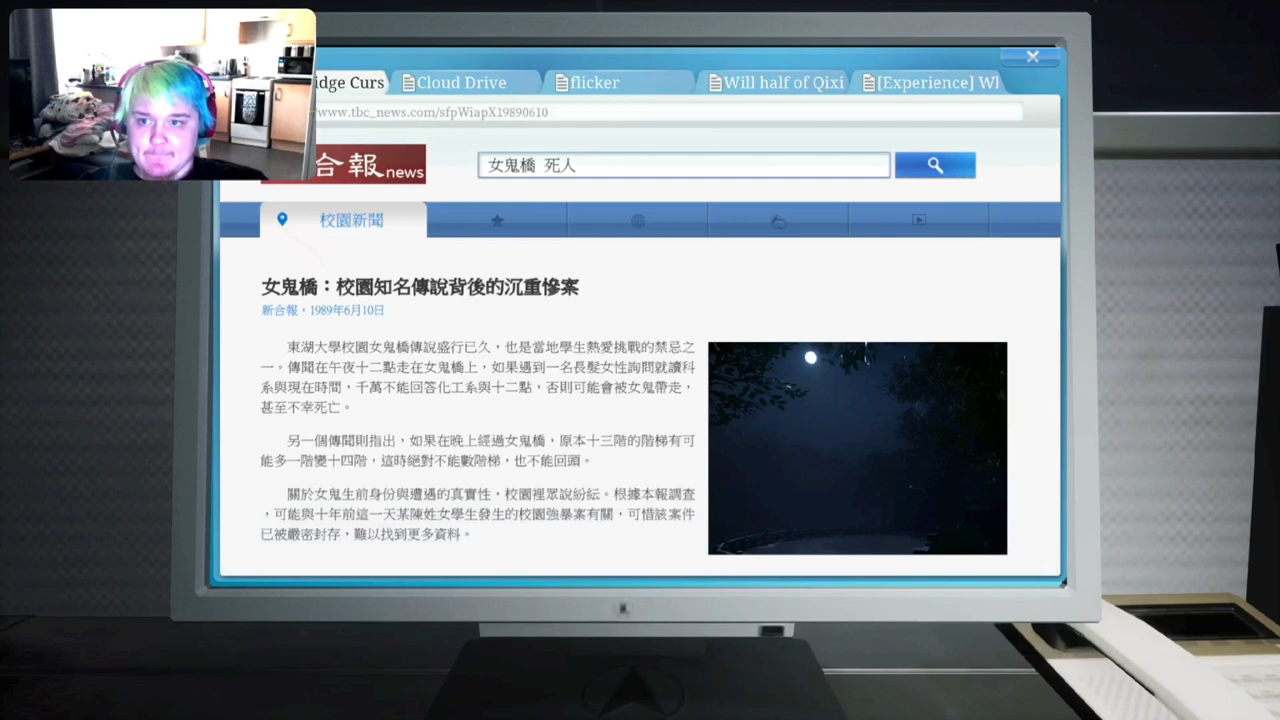 idge Curs
Cloud Drive
flicker
Will half of Qixi
[Experience] Wl
www.tbc_news.com/sfpWiapX19890610
合報news
女鬼橋 死人
校園新聞
女鬼橋：校園知名傳說背後的沉重慘案
新合報，1989年6月10日
東湖大學校園女鬼橋傳說盛行已久，也是當地學生熱愛挑戰的禁忌之
一。傳聞在午夜十二點走在女鬼橋上，如果遇到一名長髮女性詢問就讀科
系與現在時間，千萬不能回答化工系與十二點，否則可能會被女鬼帶走，
甚至不幸死亡。
另一個傳聞則指出，如果在晚上經過女鬼橋，原本十三階的階梯有可
能多一階變十四階，這時絕對不能數階梯，也不能回頭。
關於女鬼生前身份與遭遇的真實性，校園裡眾說紛紜。根據本報調查
，可能與十年前這一天某陳姓女學生發生的校園強暴案有關，可惜該案件
已被嚴密封存，難以找到更多資料。